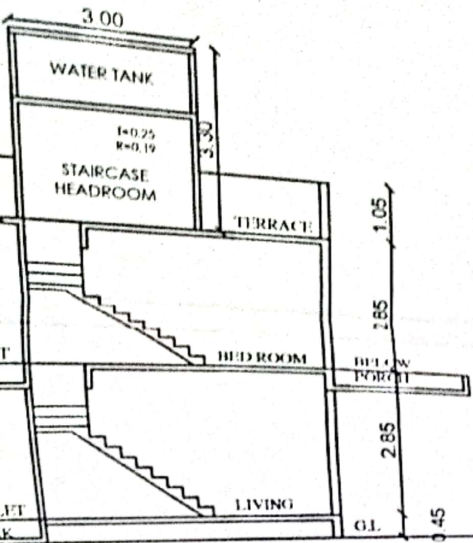 3.00
WATER TANK
T=0.25
R=0.19
3.30
STAIRCASE
HEADROOM
TERRACE
1.05
2.85
T
BED ROOM
BELOW
PORCH
2.85
LET
LIVING
G.L
0.45
K